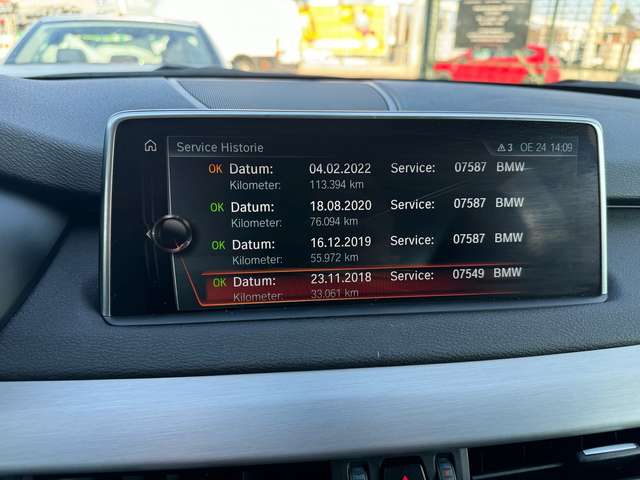 Service Historie
3 OE 24 14:09
OK Datum: 04.02.2022 Service: 07587 BMW
Kilometer: 113.394 km
OK Datum: 18.08.2020 Service: 07587 BMW
Kilometer: 76.094 km
OK Datum: 16.12.2019 Service: 07587 BMW
Kilometer: 55.972 km
OK Datum: 23.11.2018 Service: 07549 BMW
Kilometer: 33.061 km